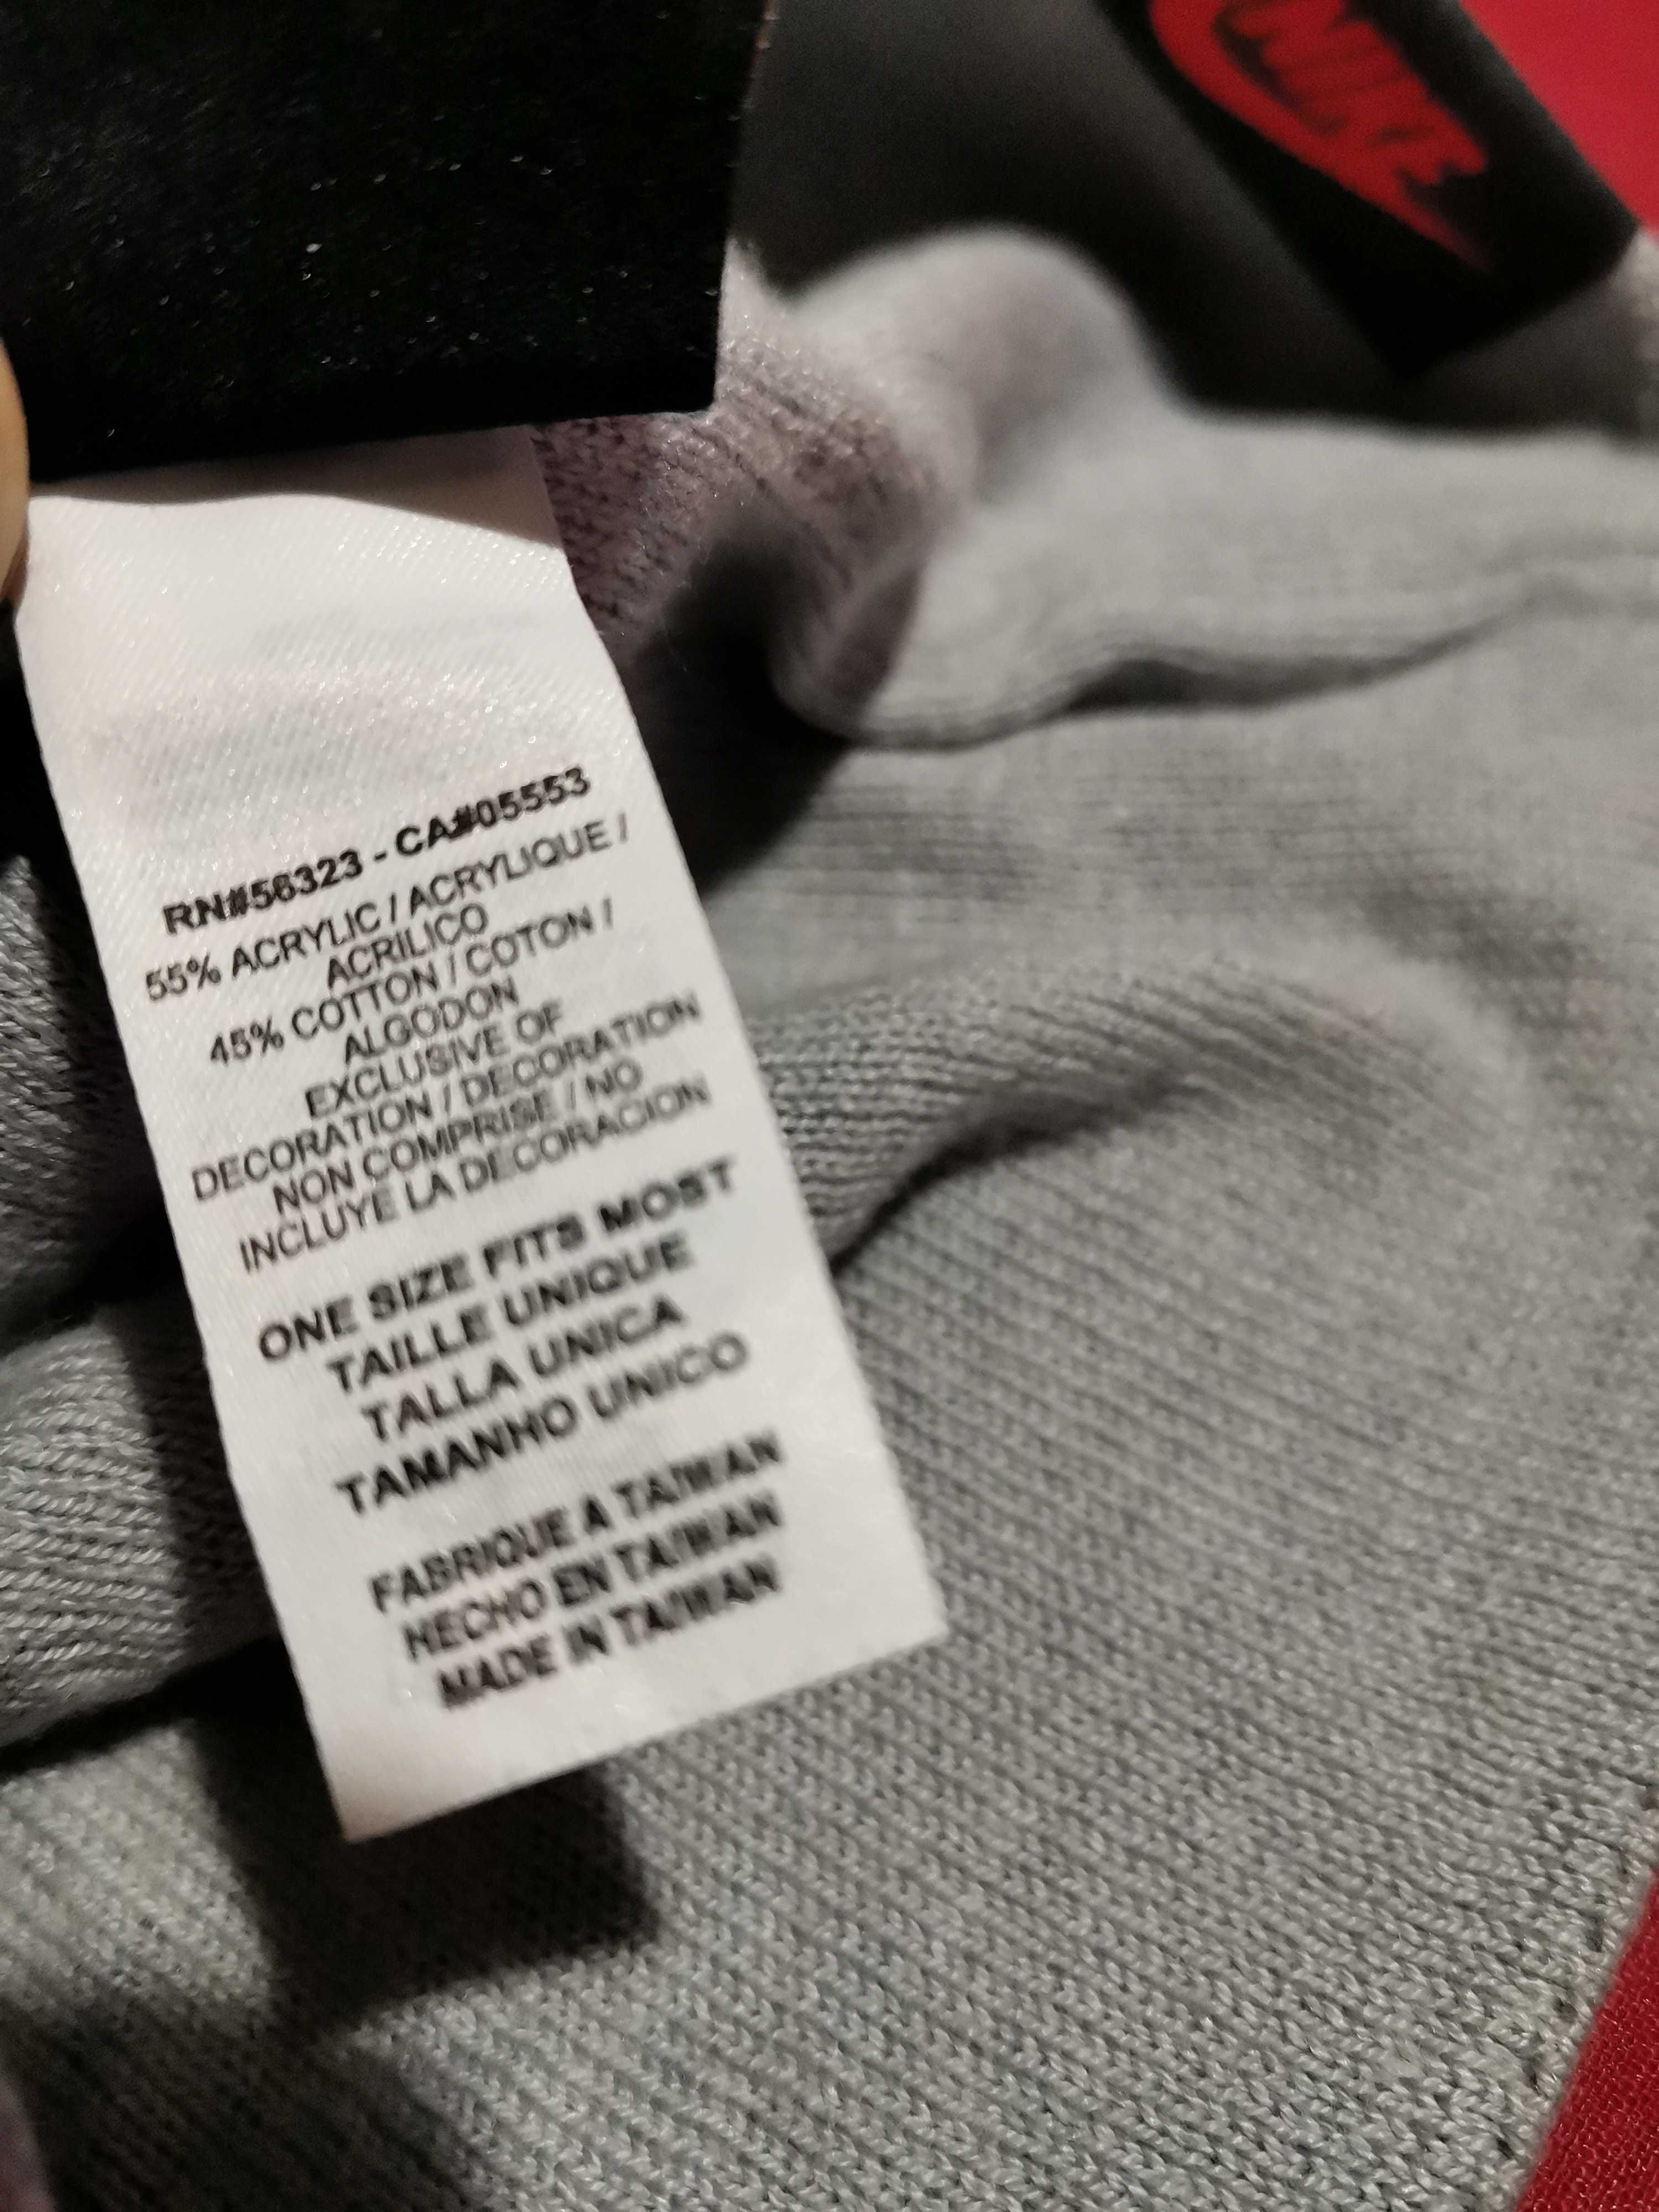 NIKE
RN#56323 - CA#05553
55% ACRYLIC / ACRYLIQUE /
ACRILICO
45% COTTON / COTON /
ALGODON
EXCLUSIVE OF
DECORATION / DECORATION
NON COMPRISE / NO
INCLUYE LA DECORACION
ONE SIZE FITS MOST
TAILLE UNIQUE
TALLA UNICA
TAMANHO UNICO
FABRIQUE A TAIWAN
HECHO EN TAIWAN
MADE IN TAIWAN